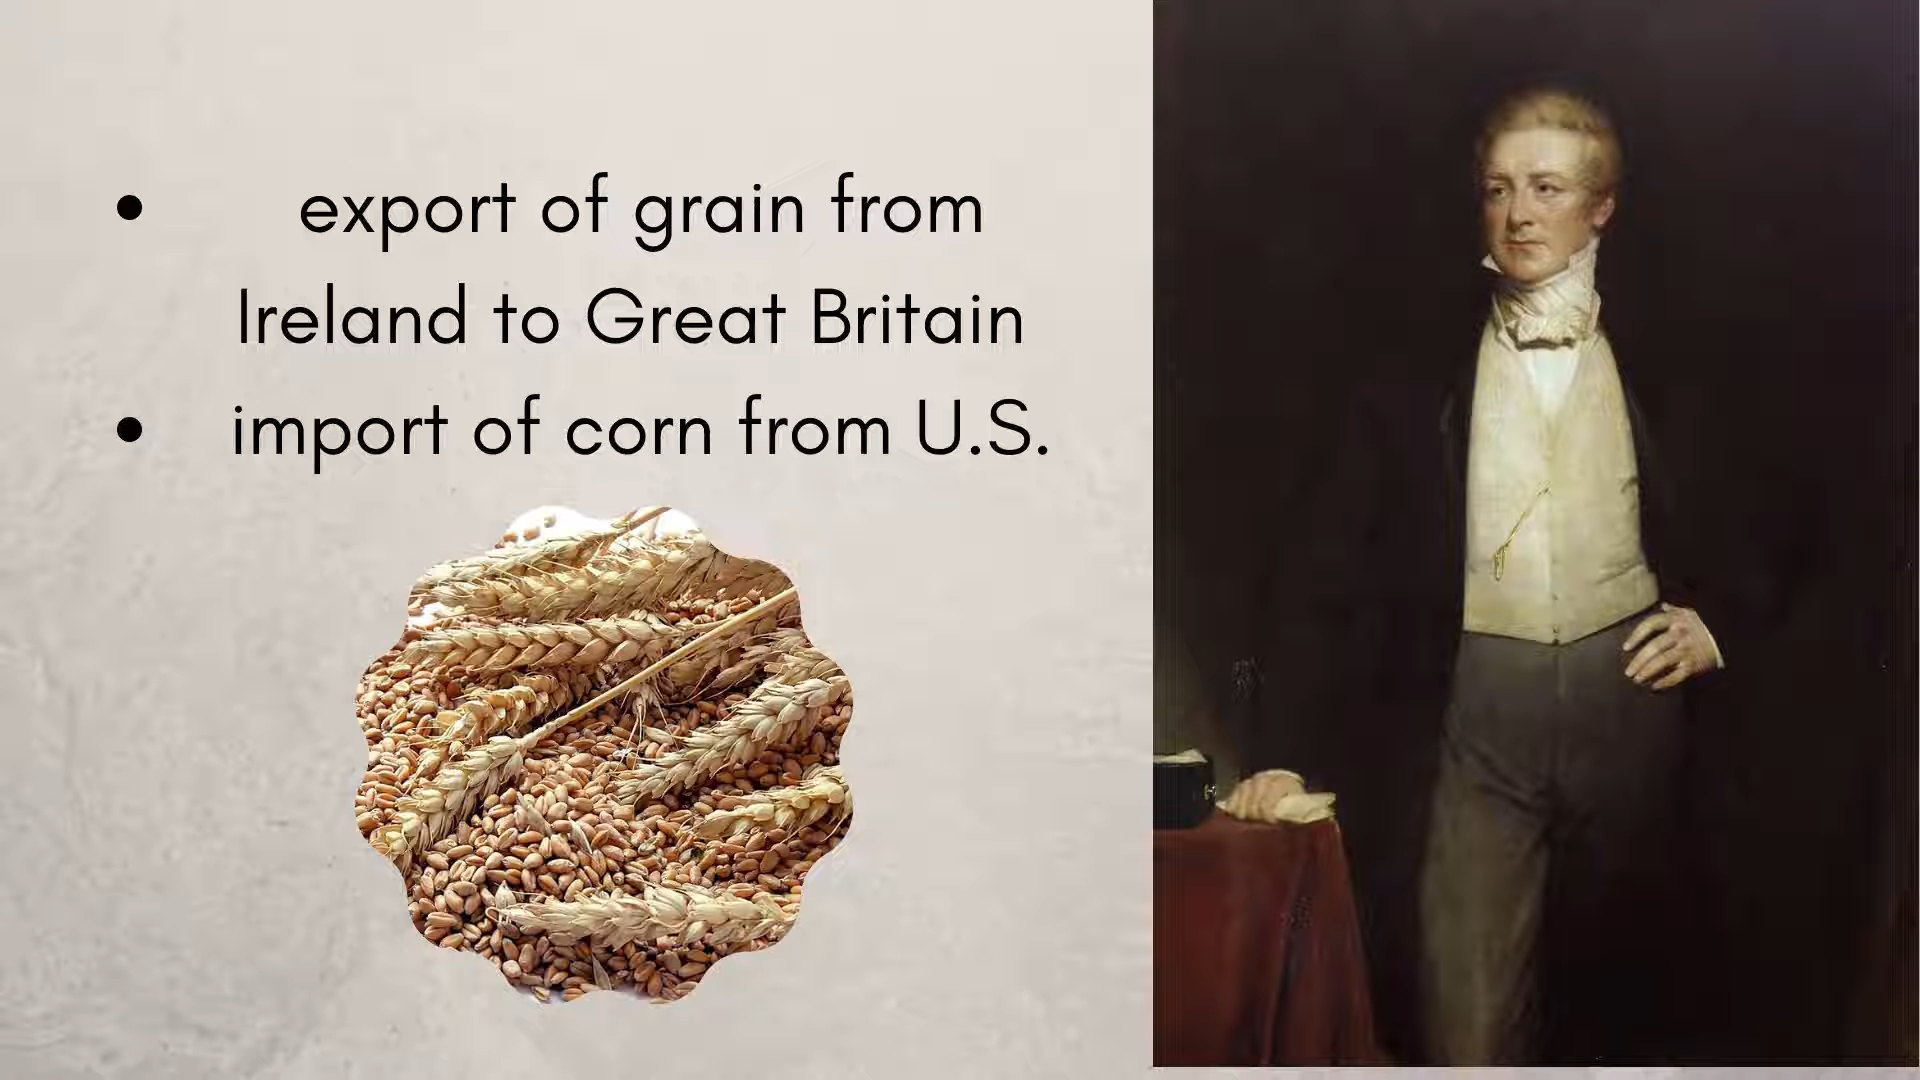 • export of grain from
Ireland to Great Britain
• import of corn from U.S.